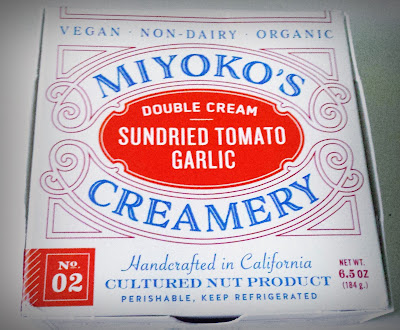 VEGAN · NON-DAIRY · ORGANIC
MIYOKO'S
DOUBLE CREAM
SUNDRIED TOMATO
GARLIC
CREAMERY
No.
02
Handcrafted in California
CULTURED NUT PRODUCT
PERISHABLE, KEEP REFRIGERATED
NET WT.
6.5 OZ
(184 g.)